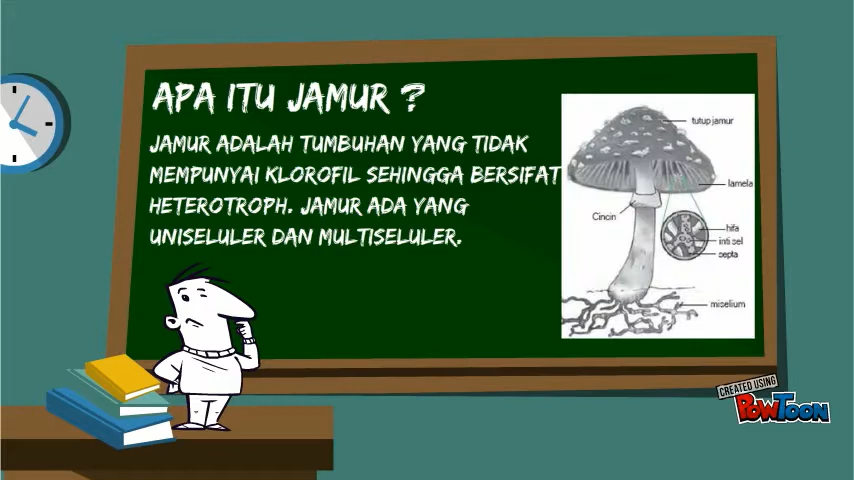 APA ITU JAMUR ?
JAMUR ADALAH TUMBUHAN YANG TIDAK
MEMPUNYAI KLOROFIL SEHINGGA BERSIFAT
HETEROTROPH. JAMUR ADA YANG
UNISELULER DAN MULTISELULER.
tutup jamur
lamela
Cincin
hifa
inti sel
septa
miselium
CREATED USING
POWTOON